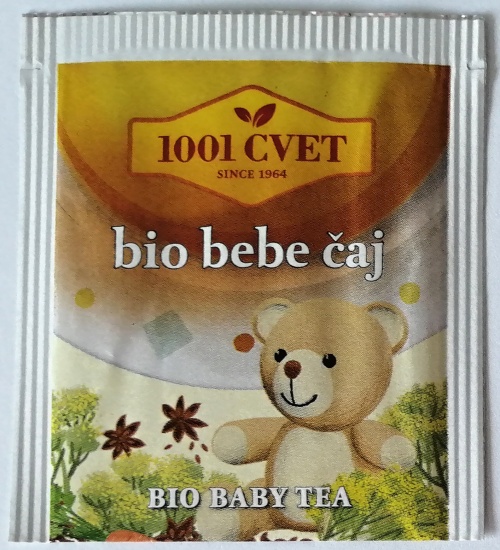 1001 CVET
SINCE 1964
bio bebe čaj
BIO BABY TEA